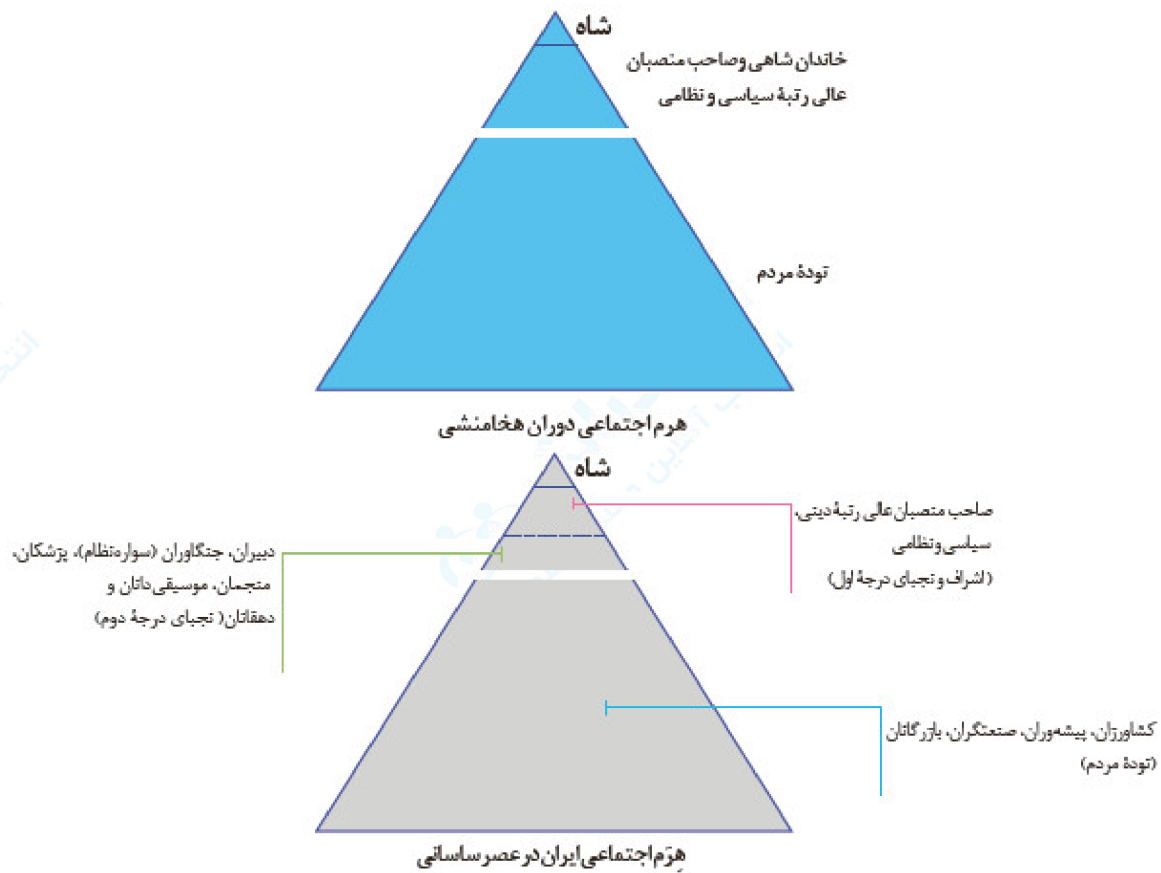 شاه
خاندان شاهی و صاحب منصبان
عالی رتبهٔ سیاسی و نظامی
تودهٔ مردم
هرم اجتماعی دوران هخامنشی
شاه
صاحب منصبان عالی رتبهٔ دینی،
سیاسی و نظامی
(اشراف و نجبای درجهٔ اول)
دبیران، جنگاوران (سواره‌نظام)، پزشکان،
منجمان، موسیقی‌دانان و
دهقانان( نجبای درجهٔ دوم)
کشاورزان، پیشه‌وران، صنعتگران، بازرگانان
(تودهٔ مردم)
هِرَم اجتماعی ایران در عصر ساسانی